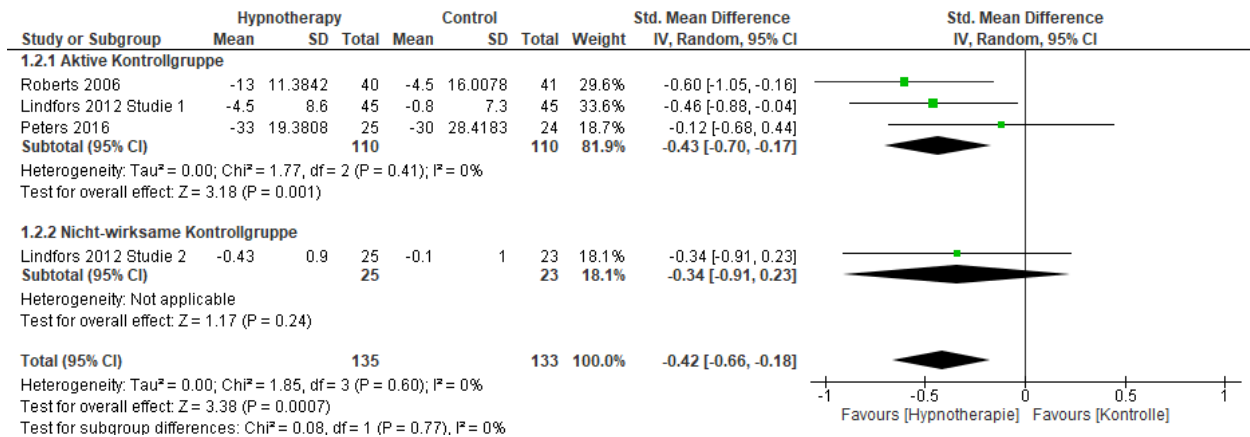 Hypnotherapy Control Std. Mean Difference Std. Mean Difference
Study or Subgroup Mean SD Total Mean SD Total Weight IV, Random, 95% CI IV, Random, 95% CI
1.2.1 Aktive Kontrollgruppe
Roberts 2006 -13 11.3842 40 -4.5 16.0078 41 29.6% -0.60 [-1.05, -0.16]
Lindfors 2012 Studie 1 -4.5 8.6 45 -0.8 7.3 45 33.6% -0.46 [-0.88, -0.04]
Peters 2016 -33 19.3808 25 -30 28.4183 24 18.7% -0.12 [-0.68, 0.44]
Subtotal (95% CI) 110 110 81.9% -0.43 [-0.70, -0.17]
Heterogeneity: Tau² = 0.00; Chi² = 1.77, df = 2 (P = 0.41); I² = 0%
Test for overall effect: Z = 3.18 (P = 0.001)
1.2.2 Nicht-wirksame Kontrollgruppe
Lindfors 2012 Studie 2 -0.43 0.9 25 -0.1 1 23 18.1% -0.34 [-0.91, 0.23]
Subtotal (95% CI) 25 23 18.1% -0.34 [-0.91, 0.23]
Heterogeneity: Not applicable
Test for overall effect: Z = 1.17 (P = 0.24)
Total (95% CI) 135 133 100.0% -0.42 [-0.66, -0.18]
Heterogeneity: Tau² = 0.00; Chi² = 1.85, df = 3 (P = 0.60); I² = 0%
Test for overall effect: Z = 3.38 (P = 0.0007)
Test for subgroup differences: Chi² = 0.08, df = 1 (P = 0.77), I² = 0%
-1 -0.5 0 0.5 1
Favours [Hypnotherapie] Favours [Kontrolle]